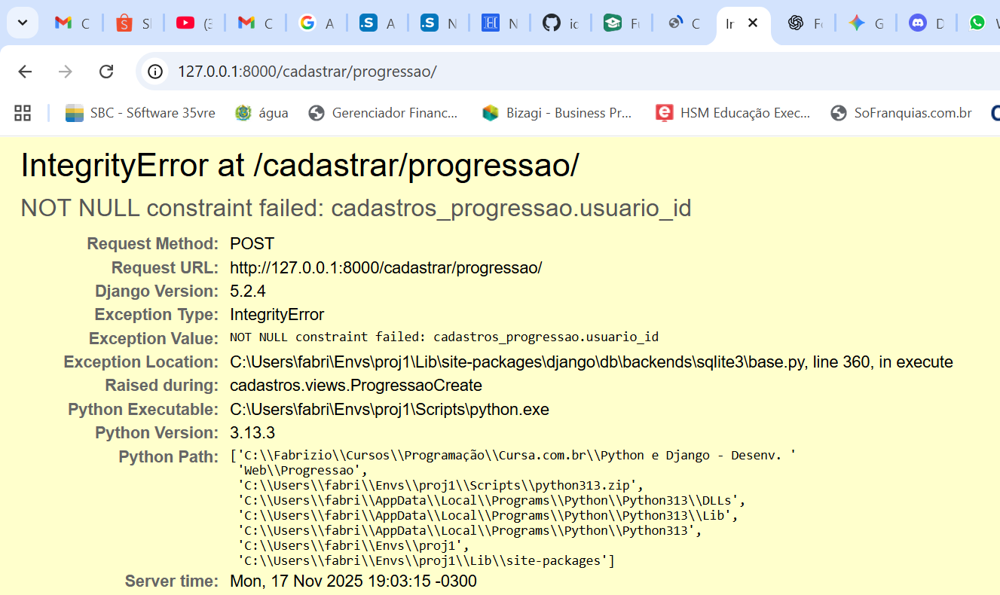 C
S
(3
C
A
A
N
N
ic
Fu
C
Ir
Fc
G
D
127.0.0.1:8000/cadastrar/progressao/
SBC - S6ftware 35vre
água
Gerenciador Financ...
Bizagi - Business Pr...
HSM Educação Exec...
SoFranquias.com.br
IntegrityError at /cadastrar/progressao/
NOT NULL constraint failed: cadastros_progressao.usuario_id
Request Method: POST
Request URL: http://127.0.0.1:8000/cadastrar/progressao/
Django Version: 5.2.4
Exception Type: IntegrityError
Exception Value: NOT NULL constraint failed: cadastros_progressao.usuario_id
Exception Location: C:\Users\fabri\Envs\proj1\Lib\site-packages\django\db\backends\sqlite3\base.py, line 360, in execute
Raised during: cadastros.views.ProgressaoCreate
Python Executable: C:\Users\fabri\Envs\proj1\Scripts\python.exe
Python Version: 3.13.3
Python Path: ['C:\\Fabrizio\\Cursos\\Programação\\Cursa.com.br\\Python e Django - Desenv. '
'Web\\Progressao',
'C:\\Users\\fabri\\Envs\\proj1\\Scripts\\python313.zip',
'C:\\Users\\fabri\\AppData\\Local\\Programs\\Python\\Python313\\DLLs',
'C:\\Users\\fabri\\AppData\\Local\\Programs\\Python\\Python313\\Lib',
'C:\\Users\\fabri\\AppData\\Local\\Programs\\Python\\Python313',
'C:\\Users\\fabri\\Envs\\proj1',
'C:\\Users\\fabri\\Envs\\proj1\\Lib\\site-packages']
Server time: Mon, 17 Nov 2025 19:03:15 -0300